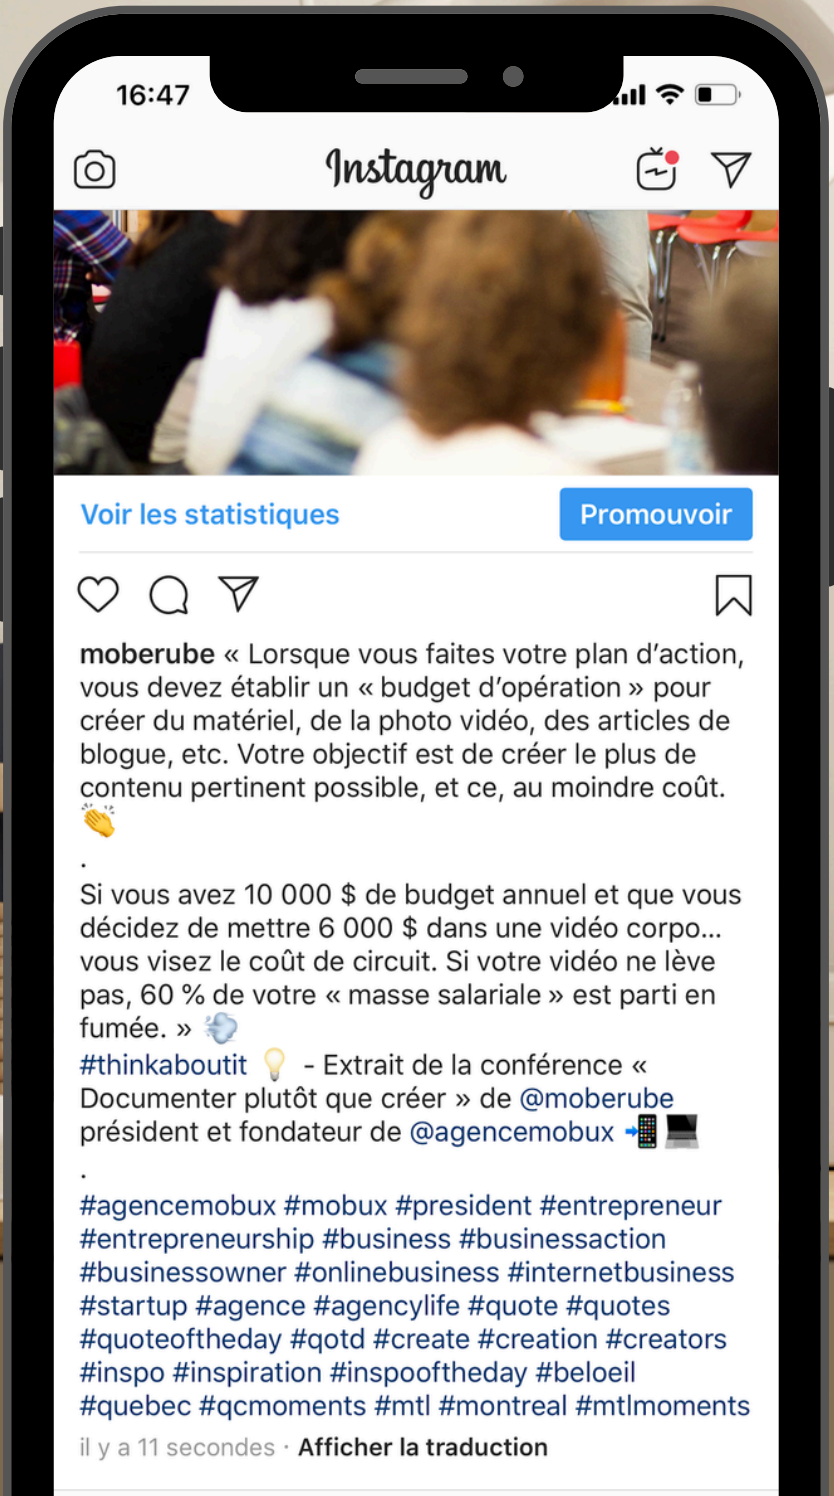 16:47
Instagram
Voir les statistiques
Promouvoir
moberube « Lorsque vous faites votre plan d’action,
vous devez établir un « budget d’opération » pour
créer du matériel, de la photo vidéo, des articles de
blogue, etc. Votre objectif est de créer le plus de
contenu pertinent possible, et ce, au moindre coût.
👏
.
Si vous avez 10 000 $ de budget annuel et que vous
décidez de mettre 6 000 $ dans une vidéo corpo...
vous visez le coût de circuit. Si votre vidéo ne lève
pas, 60 % de votre « masse salariale » est parti en
fumée. » 💨
#thinkaboutit 💡 - Extrait de la conférence «
Documenter plutôt que créer » de @moberube
président et fondateur de @agencemobux 📲💻
.
#agencemobux #mobux #president #entrepreneur
#entrepreneurship #business #businessaction
#businessowner #onlinebusiness #internetbusiness
#startup #agence #agencylife #quote #quotes
#quoteoftheday #qotd #create #creation #creators
#inspo #inspiration #inspooftheday #beloeil
#quebec #qcmoments #mtl #montreal #mtlmoments
il y a 11 secondes · Afficher la traduction